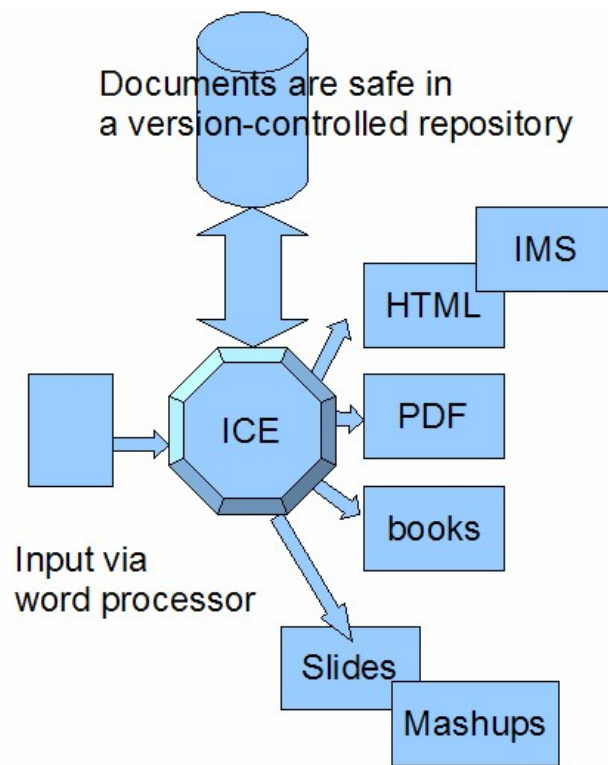 Documents are safe in
a version-controlled repository
IMS
HTML
ICE
PDF
books
Input via
word processor
Slides
Mashups